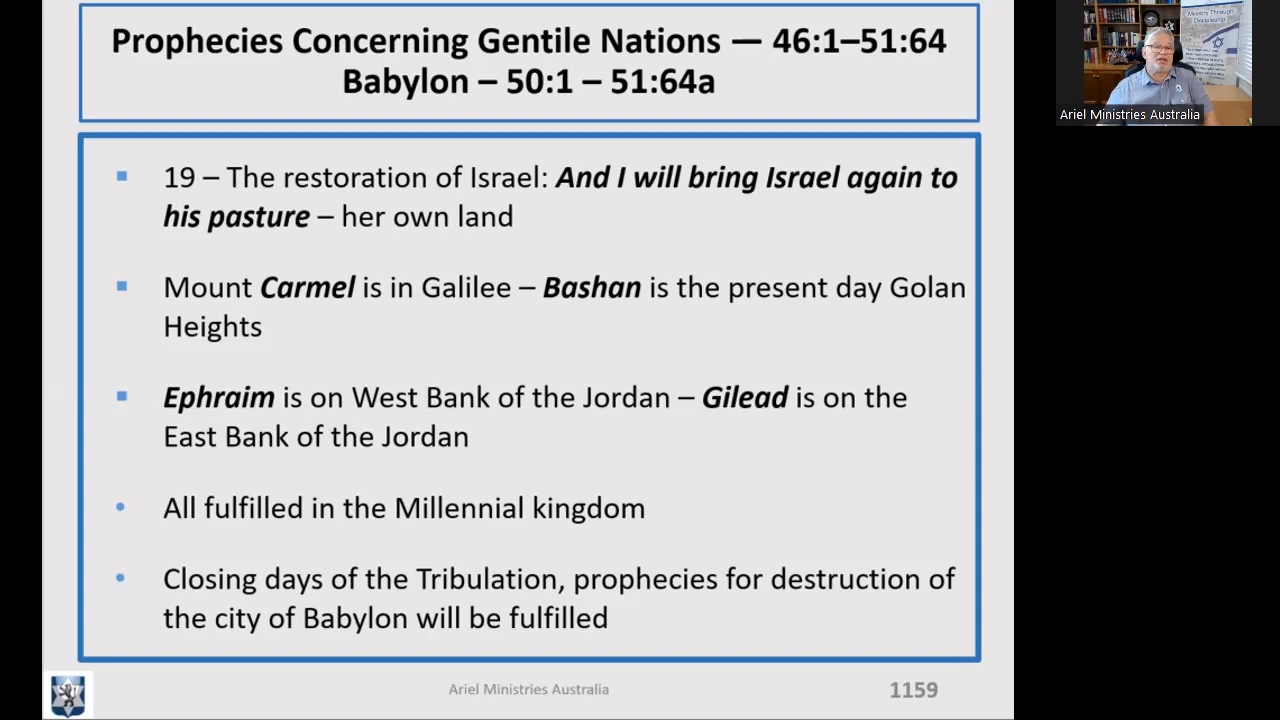 Prophecies Concerning Gentile Nations — 46:1–51:64
Babylon – 50:1 – 51:64a
19 – The restoration of Israel: And I will bring Israel again to
his pasture – her own land
Mount Carmel is in Galilee – Bashan is the present day Golan
Heights
Ephraim is on West Bank of the Jordan – Gilead is on the
East Bank of the Jordan
All fulfilled in the Millennial kingdom
Closing days of the Tribulation, prophecies for destruction of
the city of Babylon will be fulfilled
Ariel Ministries Australia
1159
Ministry Through
Discipleship
Ariel Ministries Australia